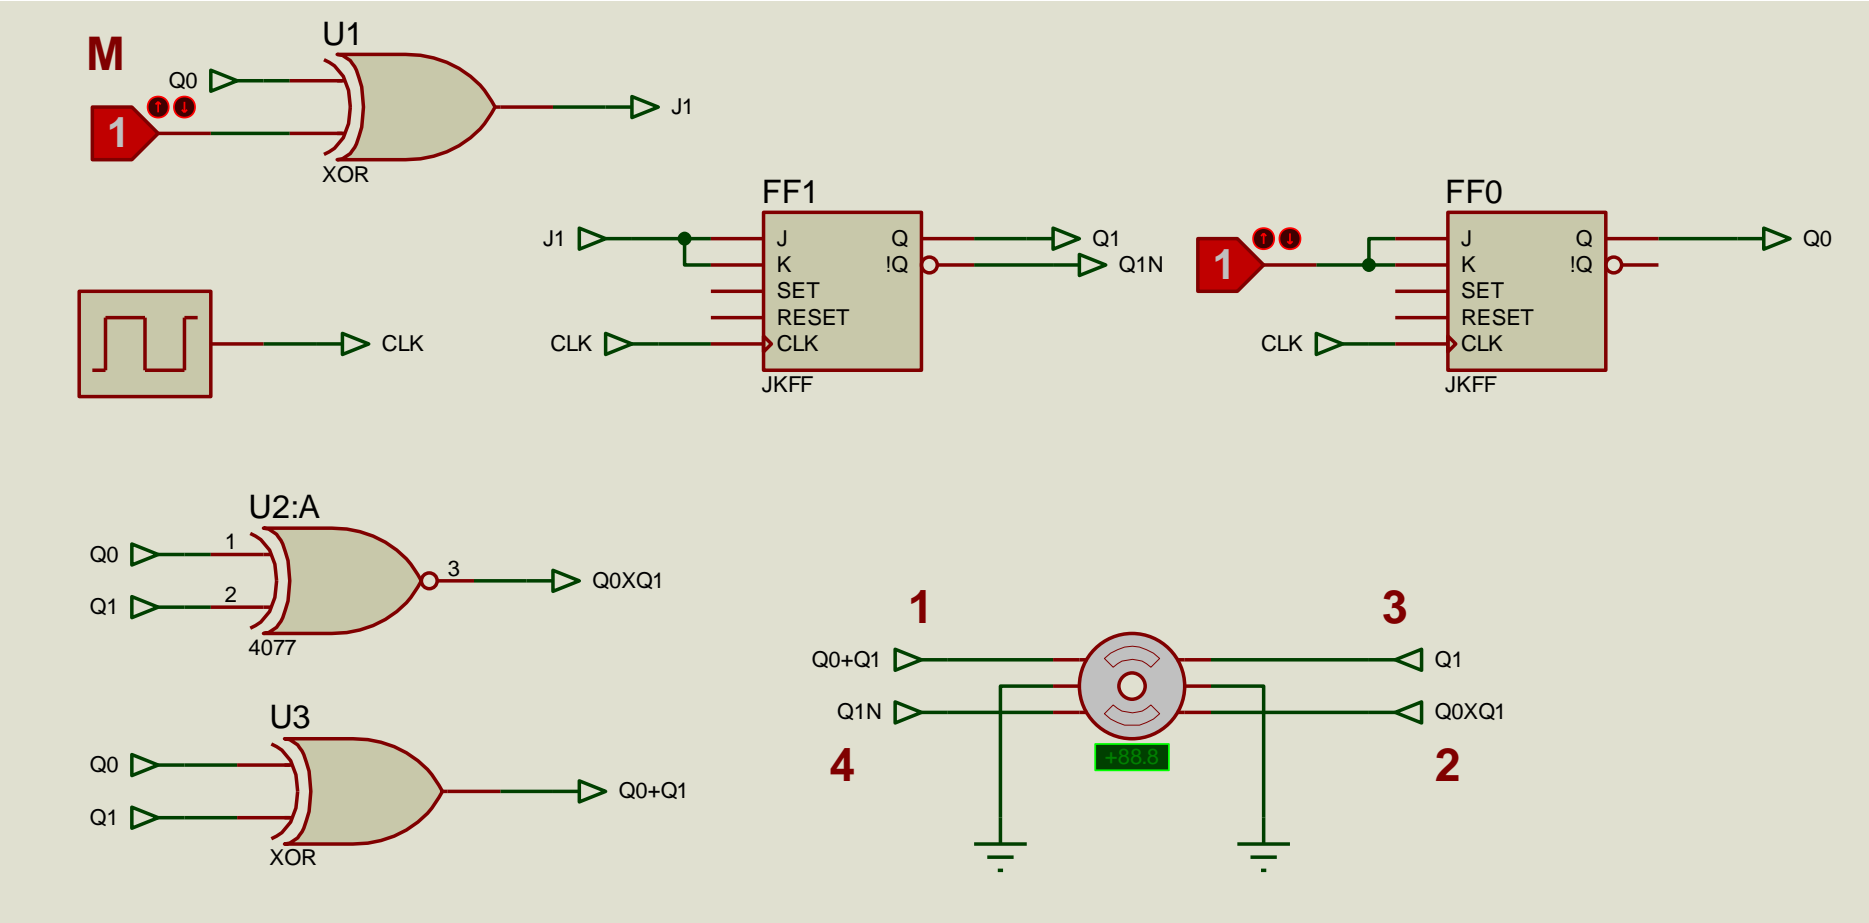 M
U1
Q0
1
J1
XOR
FF1
J1
J
K
SET
RESET
CLK
CLK
Q
!Q
Q1
Q1N
JKFF
FF0
1
J
K
SET
RESET
CLK
CLK
Q
!Q
Q0
JKFF
CLK
U2:A
Q0
1
Q1
2
3
Q0XQ1
4077
U3
Q0
Q1
Q0+Q1
XOR
1
3
Q0+Q1
Q1
Q1N
Q0XQ1
4
+88.8
2